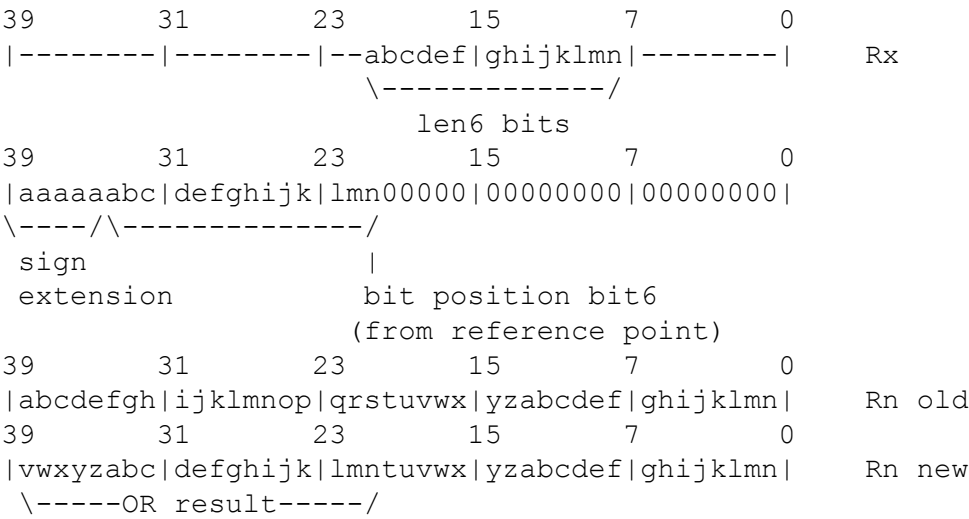 39        31        23        15        7         0
|--------|--------|--abcdef|ghijklmn|--------|    Rx
\-------------/
len6 bits
39        31        23        15        7         0
|aaaaaabc|defghijk|lmn00000|00000000|00000000|
\----/\--------------/
sign                  |
extension            bit position bit6
(from reference point)
39        31        23        15        7         0
|abcdefgh|ijklmnop|qrstuvwx|yzabcdef|ghijklmn|    Rn old
39        31        23        15        7         0
|vwxyzabc|defghijk|lmntuvwx|yzabcdef|ghijklmn|    Rn new
\-----OR result-----/